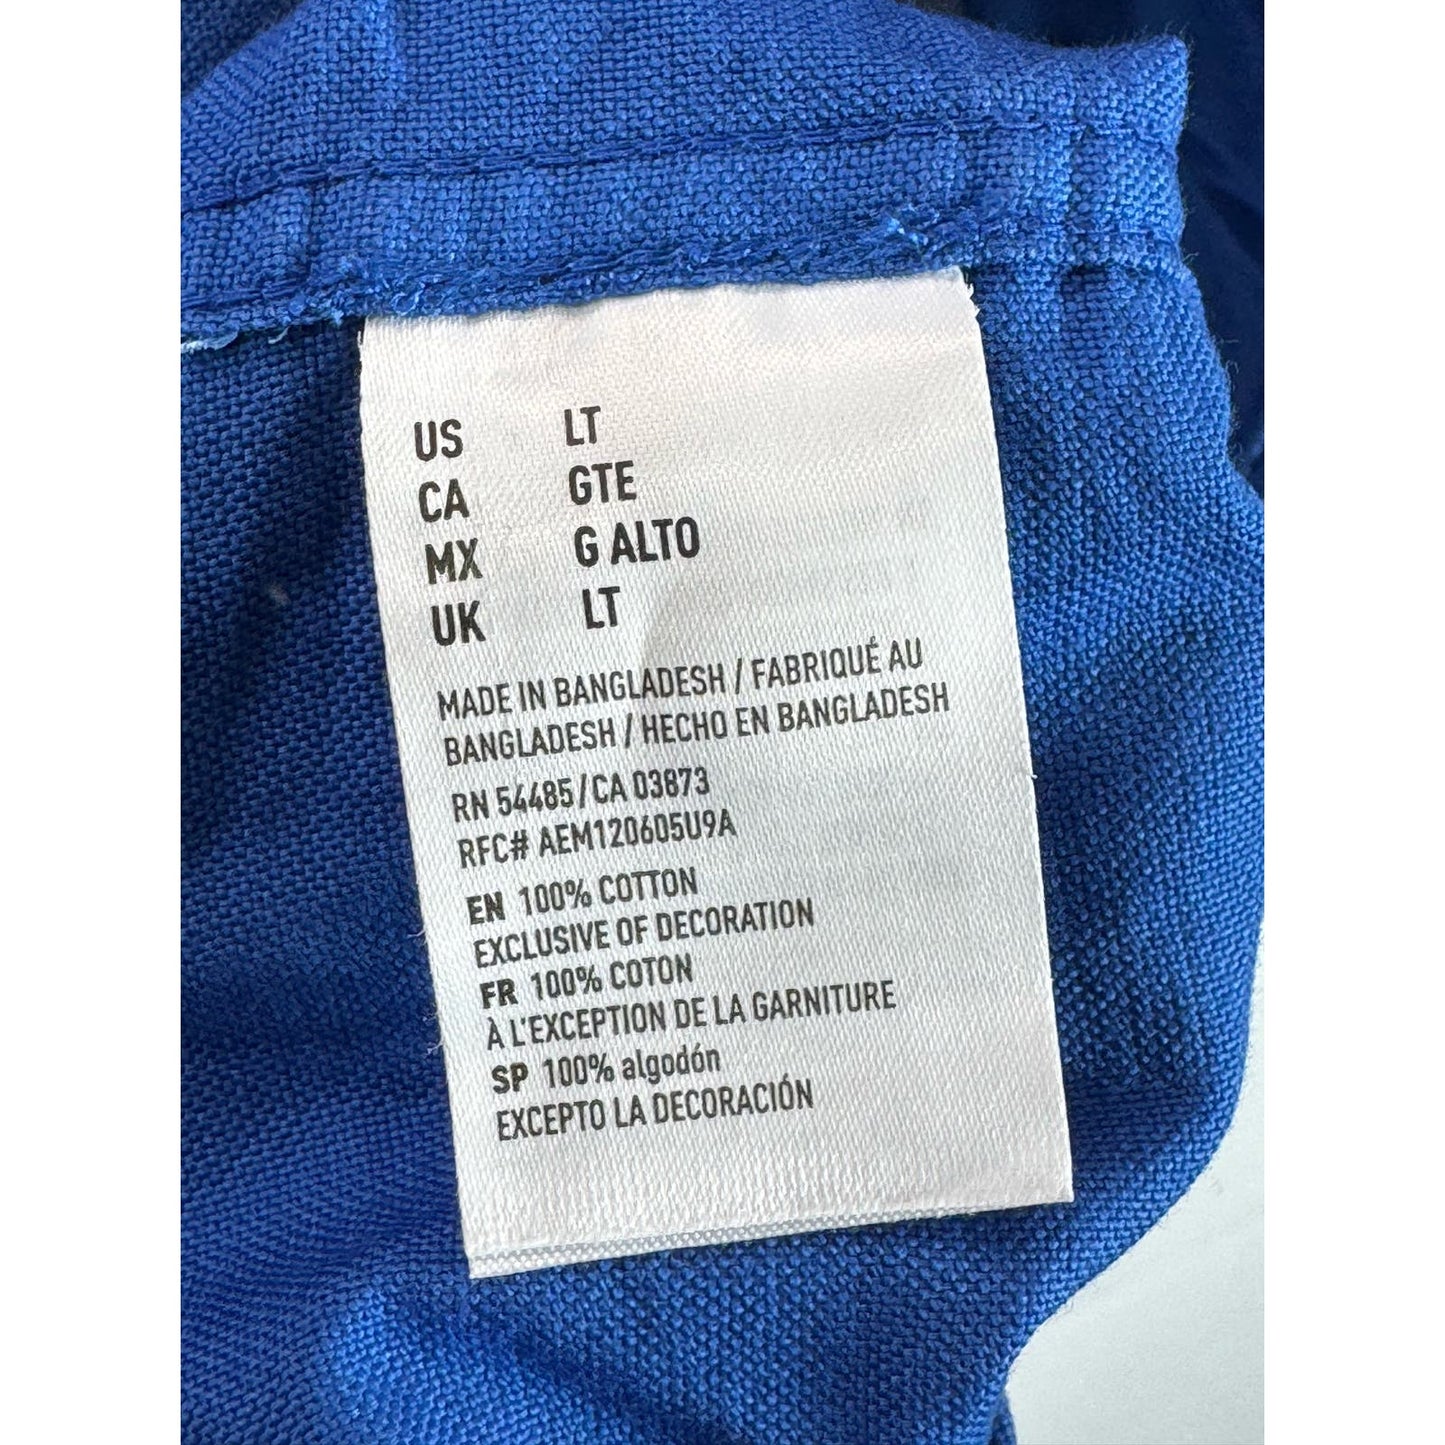 US LT
CA GTE
MX G ALTO
UK LT
MADE IN BANGLADESH / FABRIQUÉ AU
BANGLADESH / HECHO EN BANGLADESH
RN 54485/CA 03873
RFC# AEM120605U9A
EN 100% COTTON
EXCLUSIVE OF DECORATION
FR 100% COTON
À L'EXCEPTION DE LA GARNITURE
SP 100% algodón
EXCEPTO LA DECORACIÓN